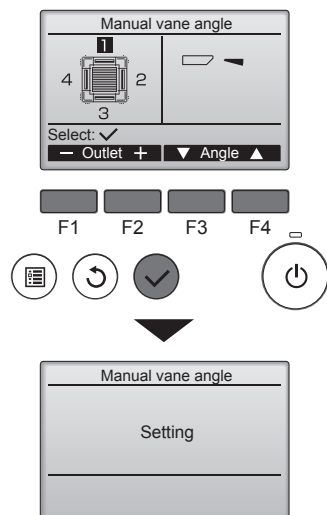 Manual vane angle
1
4 2
3
Select: ✓
− Outlet + ▼ Angle ▲
F1 F2 F3 F4
Manual vane angle
Setting